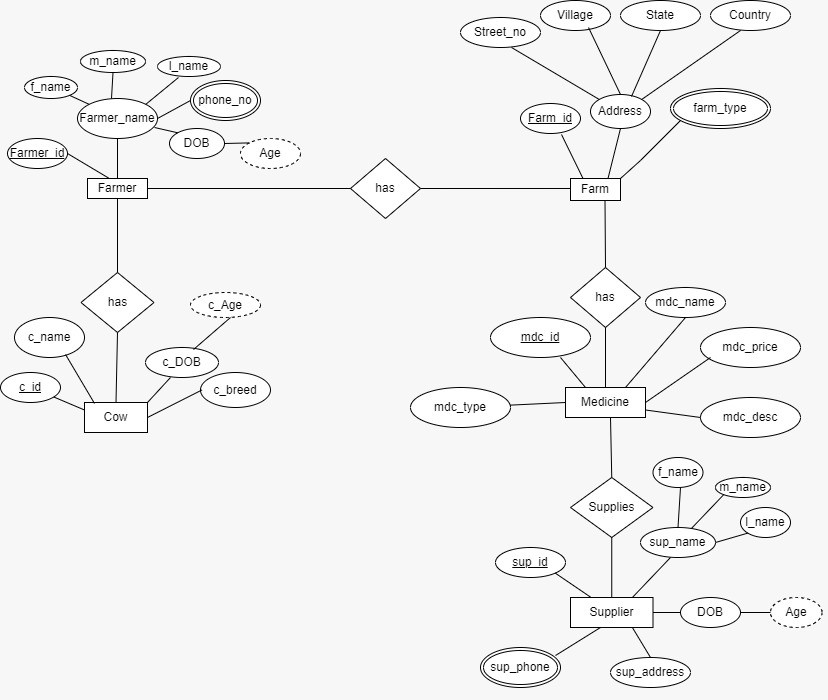 Village
State
Country
Street_no
m_name
l_name
f_name
phone_no
farm_type
Farmer_name
Farm_id
Address
DOB
Farmer_id
Age
Farmer
has
Farm
has
c_Age
has
mdc_name
c_name
mdc_id
mdc_price
c_DOB
c_id
c_breed
Medicine
mdc_type
Cow
mdc_desc
f_name
m_name
Supplies
l_name
sup_name
sup_id
Supplier
DOB
Age
sup_phone
sup_address